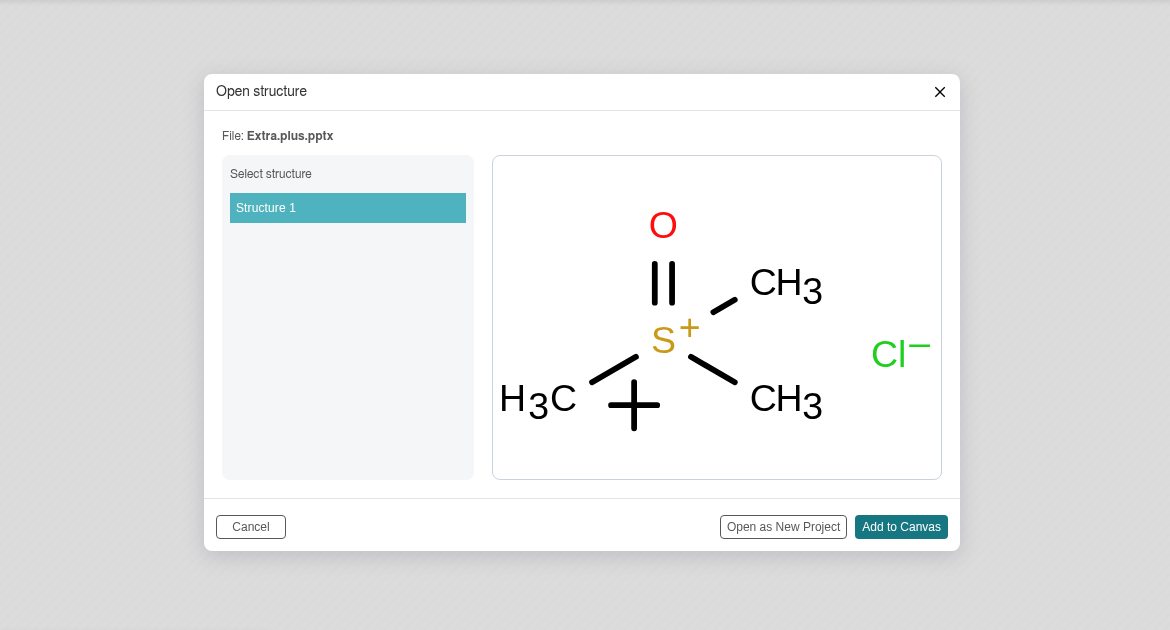 Open structure
File: Extra.plus.pptx
Select structure
Structure 1
O
CH3
S+
Cl−
H3C
+
CH3
Cancel
Open as New Project
Add to Canvas